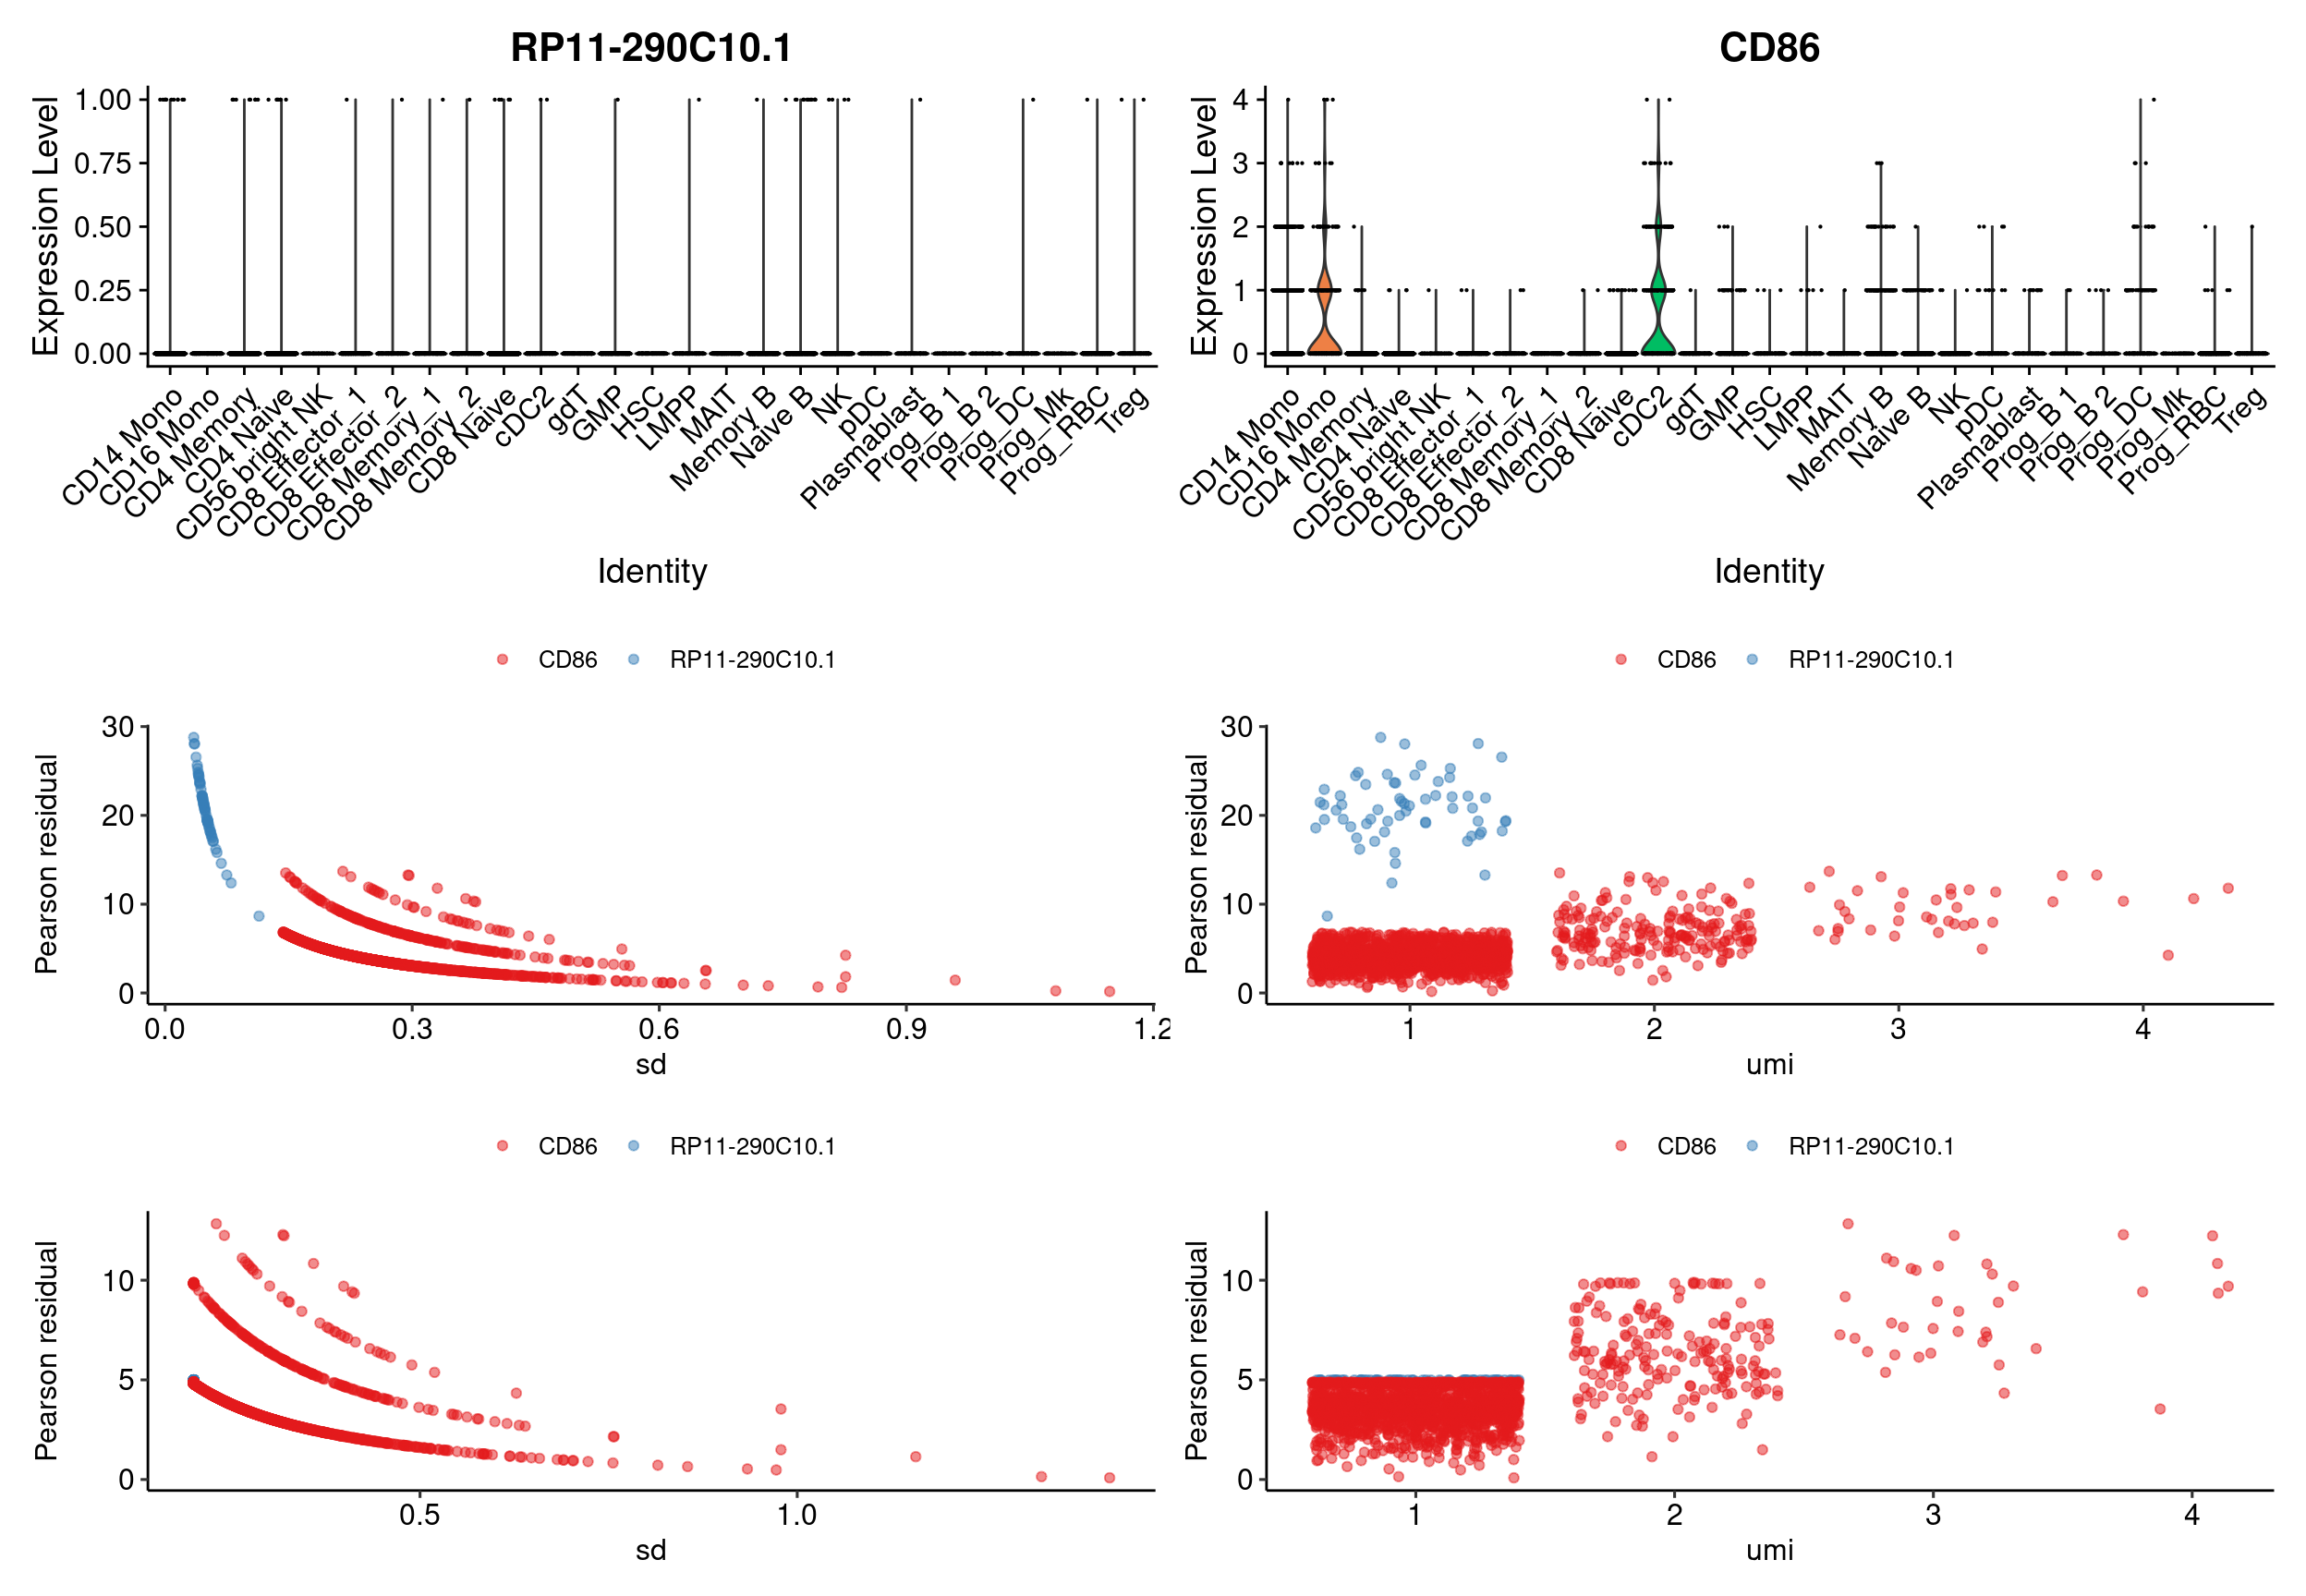 RP11-290C10.1
Expression Level
1.00
0.75
0.50
0.25
0.00
CD14 Mono
CD16 Mono
CD4 Memory
CD4 Naive
CD56 bright NK
CD8 Effector_1
CD8 Effector_2
CD8 Memory_1
CD8 Memory_2
CD8 Naive
cDC2
gdT
GMP
HSC
LMPP
MAIT
Memory B
Naive B
NK
pDC
Plasmablast
Prog_B 1
Prog_B 2
Prog_DC
Prog_Mk
Prog_RBC
Treg
Identity
CD86
Expression Level
4
3
2
1
0
CD14 Mono
CD16 Mono
CD4 Memory
CD4 Naive
CD56 bright NK
CD8 Effector_1
CD8 Effector_2
CD8 Memory_1
CD8 Memory_2
CD8 Naive
cDC2
gdT
GMP
HSC
LMPP
MAIT
Memory B
Naive B
NK
pDC
Plasmablast
Prog_B 1
Prog_B 2
Prog_DC
Prog_Mk
Prog_RBC
Treg
Identity
CD86 RP11-290C10.1
Pearson residual
30
20
10
0
0.0 0.3 0.6 0.9 1.2
sd
CD86 RP11-290C10.1
Pearson residual
30
20
10
0
1 2 3 4
umi
CD86 RP11-290C10.1
Pearson residual
10
5
0
0.5 1.0
sd
CD86 RP11-290C10.1
Pearson residual
10
5
0
1 2 3 4
umi